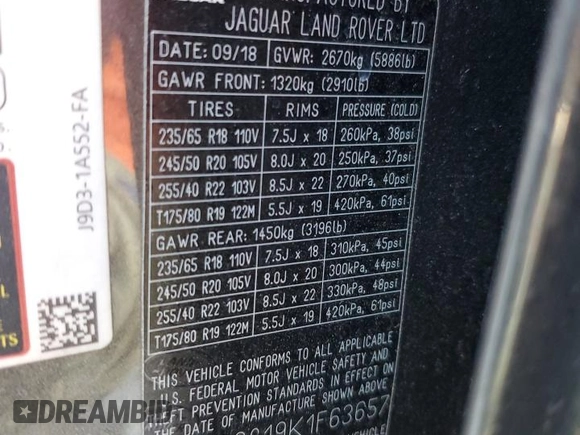 JAGUAR LAND ROVER LTD
DATE: 09/18 GVWR: 2670kg (5886lb)
GAWR FRONT: 1320kg (2910lb)
TIRES RIMS PRESSURE (COLD)
235/65 R18 110V 7.5J x 18 260kPa, 38psi
245/50 R20 105V 8.0J x 20 250kPa, 37psi
255/40 R22 103V 8.5J x 22 270kPa, 40psi
T175/80 R19 122M 5.5J x 19 420kPa, 61psi
GAWR REAR: 1450kg (3196lb)
235/65 R18 110V 7.5J x 18 310kPa, 45psi
245/50 R20 105V 8.0J x 20 300kPa, 44psi
255/40 R22 103V 8.5J x 22 330kPa, 48psi
T175/80 R19 122M 5.5J x 19 420kPa, 61psi
THIS VEHICLE CONFORMS TO ALL APPLICABLE
U.S. FEDERAL MOTOR VEHICLE SAFETY AND
THEFT PREVENTION STANDARDS IN EFFECT ON
THE DATE OF MANUFACTURE SHOWN ABOVE
19K1F63657
J9D3-1A552-FA
TS
AutoHelperBot